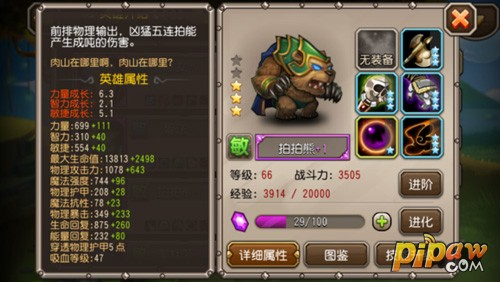 前排物理输出，凶猛五连拍能
产生成吨的伤害。
肉山在哪里啊，肉山在哪里？
英雄属性
力量成长：6.3
智力成长：2.1
敏捷成长：5.1
力量：699+111
智力：310+40
敏捷：554+40
最大生命值：13813+2498
物理攻击力：1078+643
魔法强度：744+96
物理护甲：208+28
魔法抗性：78+23
物理暴击：349+233
生命回复：875+260
能量回复：232+80
穿透物理护甲5点
吸血等级：47
无装备
敏
拍拍熊+1
等级：66 战斗力：3505
经验：3914 / 20000
进阶
29/100
进化
详细属性
图鉴
技
pipaw.com